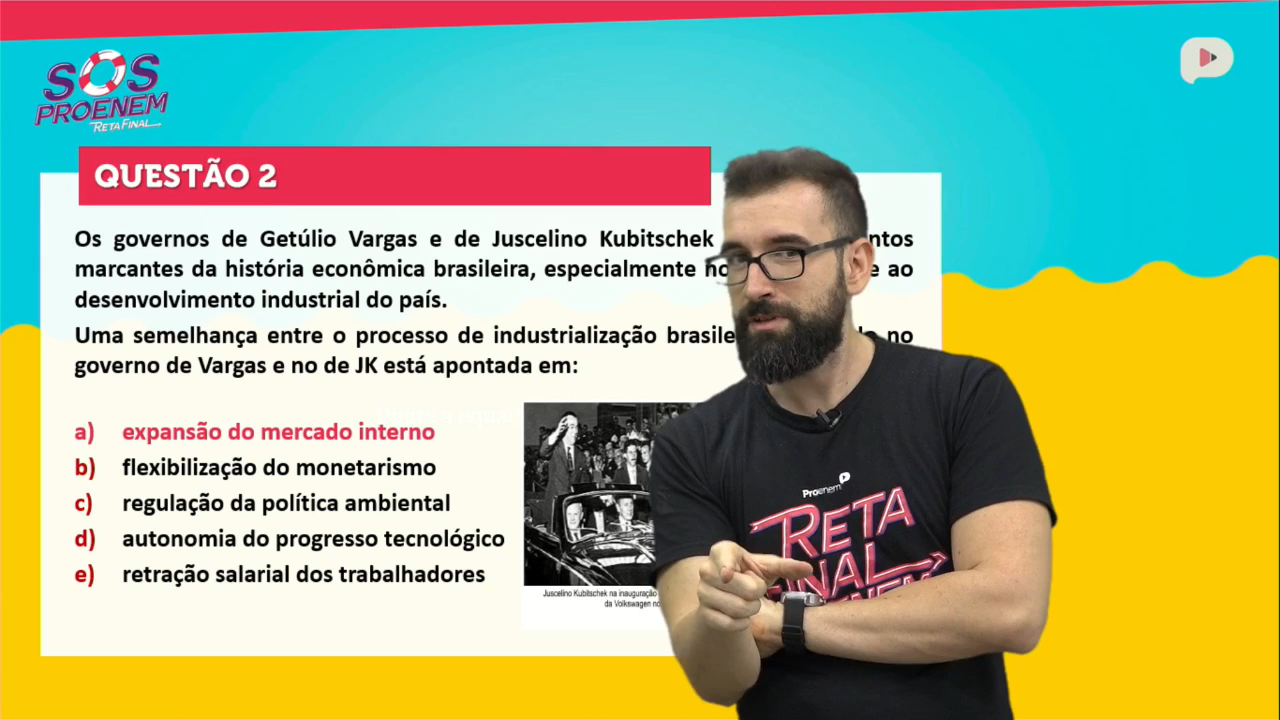 SOS
PROENEM
RETA FINAL
QUESTÃO 2
Os governos de Getúlio Vargas e de Juscelino Kubitschek ntos
marcantes da história econômica brasileira, especialmente no e ao
desenvolvimento industrial do país.
Uma semelhança entre o processo de industrialização brasile no
governo de Vargas e no de JK está apontada em:
a) expansão do mercado interno
b) flexibilização do monetarismo
c) regulação da política ambiental
d) autonomia do progresso tecnológico
e) retração salarial dos trabalhadores
Juscelino Kubitschek na inauguração
da Volkswagen no
Proenem
RETA
FINAL